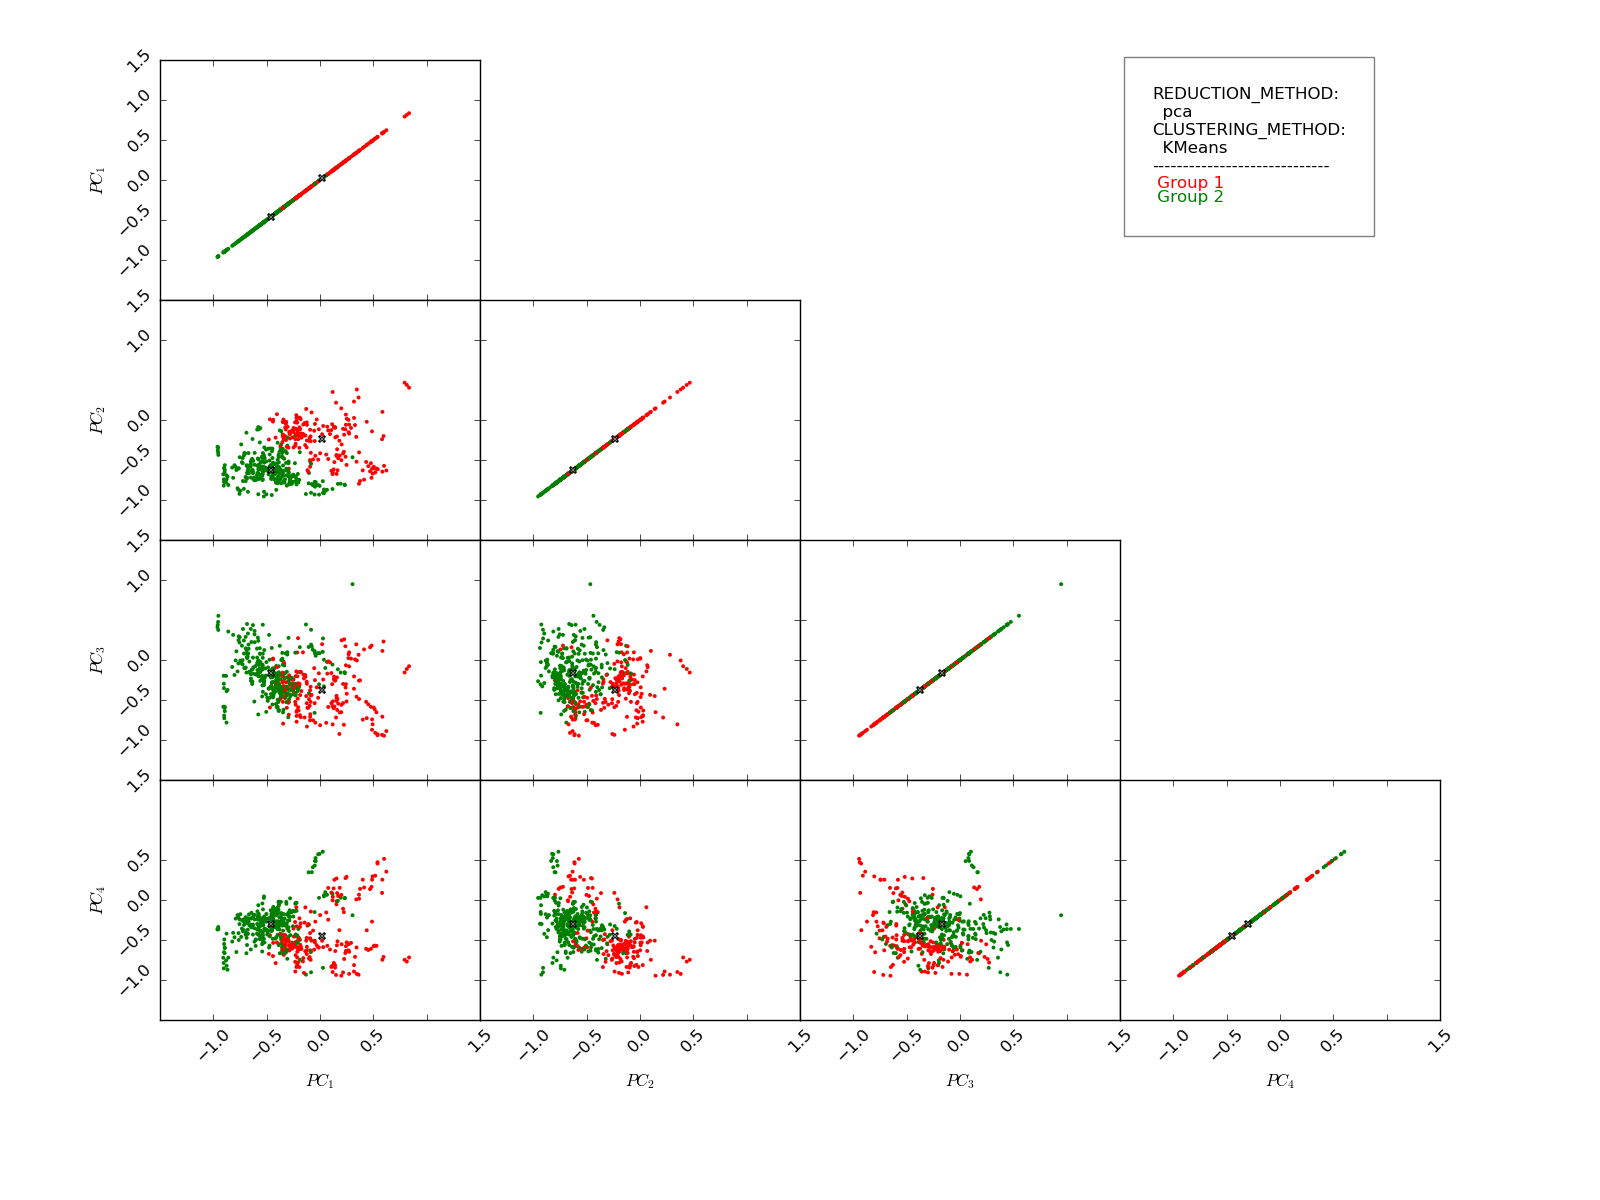 1.5
1.0
0.5
0.0
−0.5
−1.0
PC1
REDUCTION_METHOD:
pca
CLUSTERING_METHOD:
KMeans
------------------------------
Group 1
Group 2
1.5
1.0
0.0
−0.5
−1.0
PC2
1.5
1.0
0.0
−0.5
−1.0
PC3
1.5
0.5
0.0
−0.5
−1.0
PC4
−1.0 −0.5 0.0 0.5 1.5 −1.0 −0.5 0.0 0.5 1.5 −1.0 −0.5 0.0 0.5 1.5 −1.0 −0.5 0.0 0.5 1.5
PC1 PC2 PC3 PC4